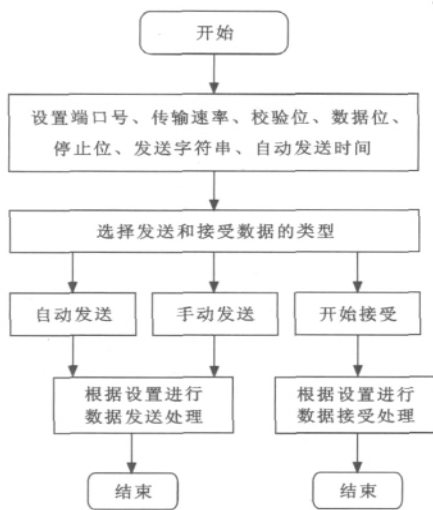 开始
设置端口号、传输速率、校验位、数据位、
停止位、发送字符串、自动发送时间
选择发送和接受数据的类型
自动发送
手动发送
开始接受
根据设置进行
数据发送处理
根据设置进行
数据接受处理
结束
结束